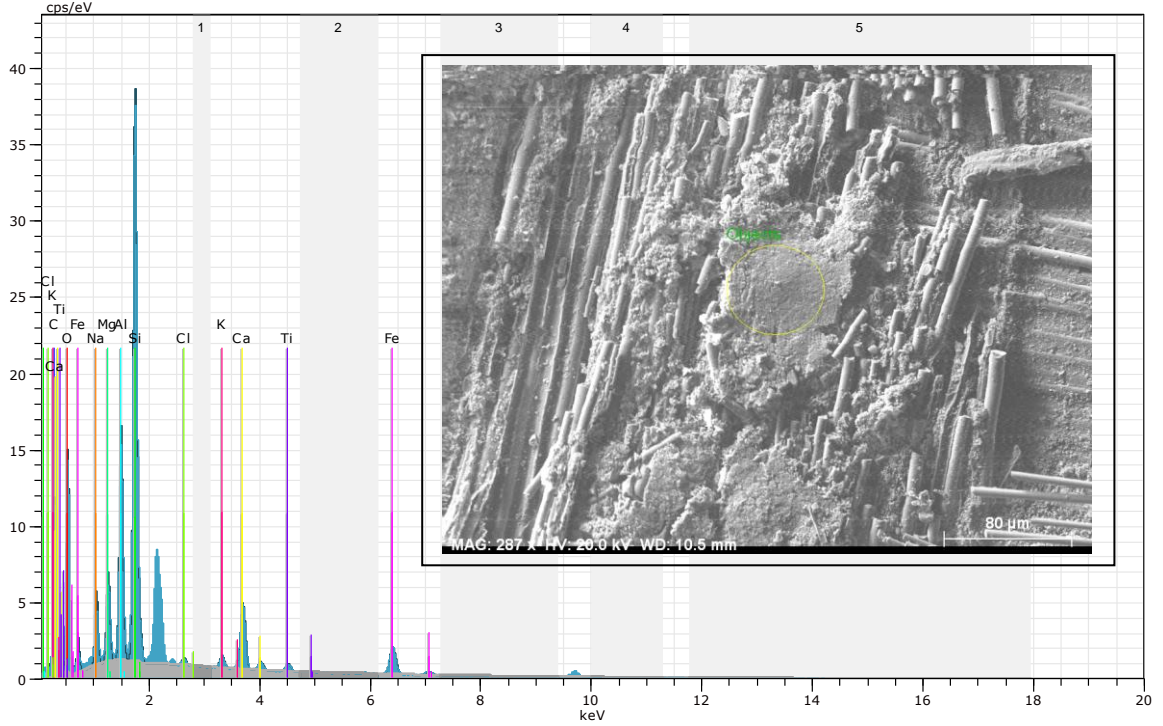 cps/eV
1 2 3 4 5
40
35
30
25
20
15
10
5
0
Cl
K
Ti
C Fe
O Na Mg Al Si Cl K Ca Ti Fe
Ca
80 µm
MAG: 287 x HV: 20.0 kV WD: 10.5 mm
2 4 6 8 10 12 14 16 18 20
keV